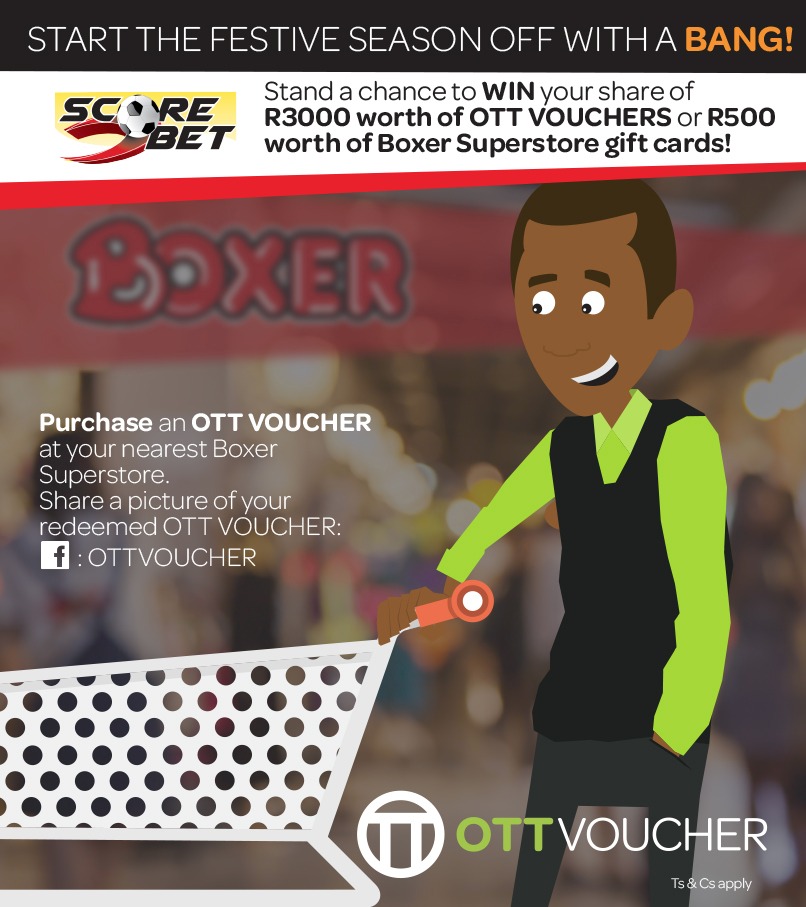 START THE FESTIVE SEASON OFF WITH A BANG!
SCORE
BET
Stand a chance to WIN your share of
R3000 worth of OTT VOUCHERS or R500
worth of Boxer Superstore gift cards!
BOXER
Purchase an OTT VOUCHER
at your nearest Boxer
Superstore.
Share a picture of your
redeemed OTT VOUCHER:
f : OTTVOUCHER
OTT VOUCHER
Ts & Cs apply